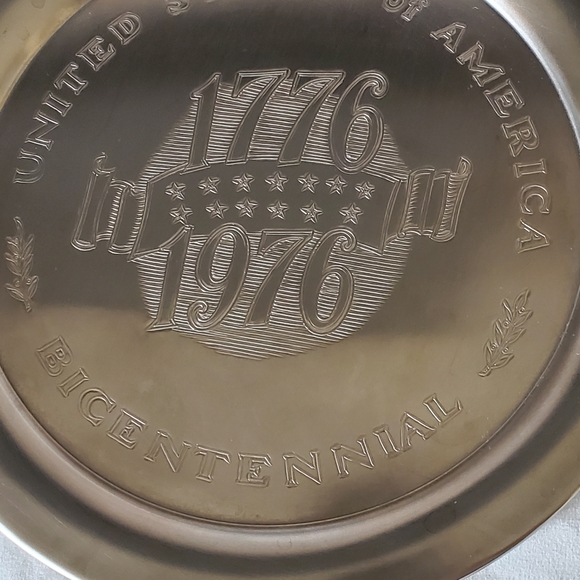 UNITED S of AMERICA
1776
1976
BICENTENNIAL